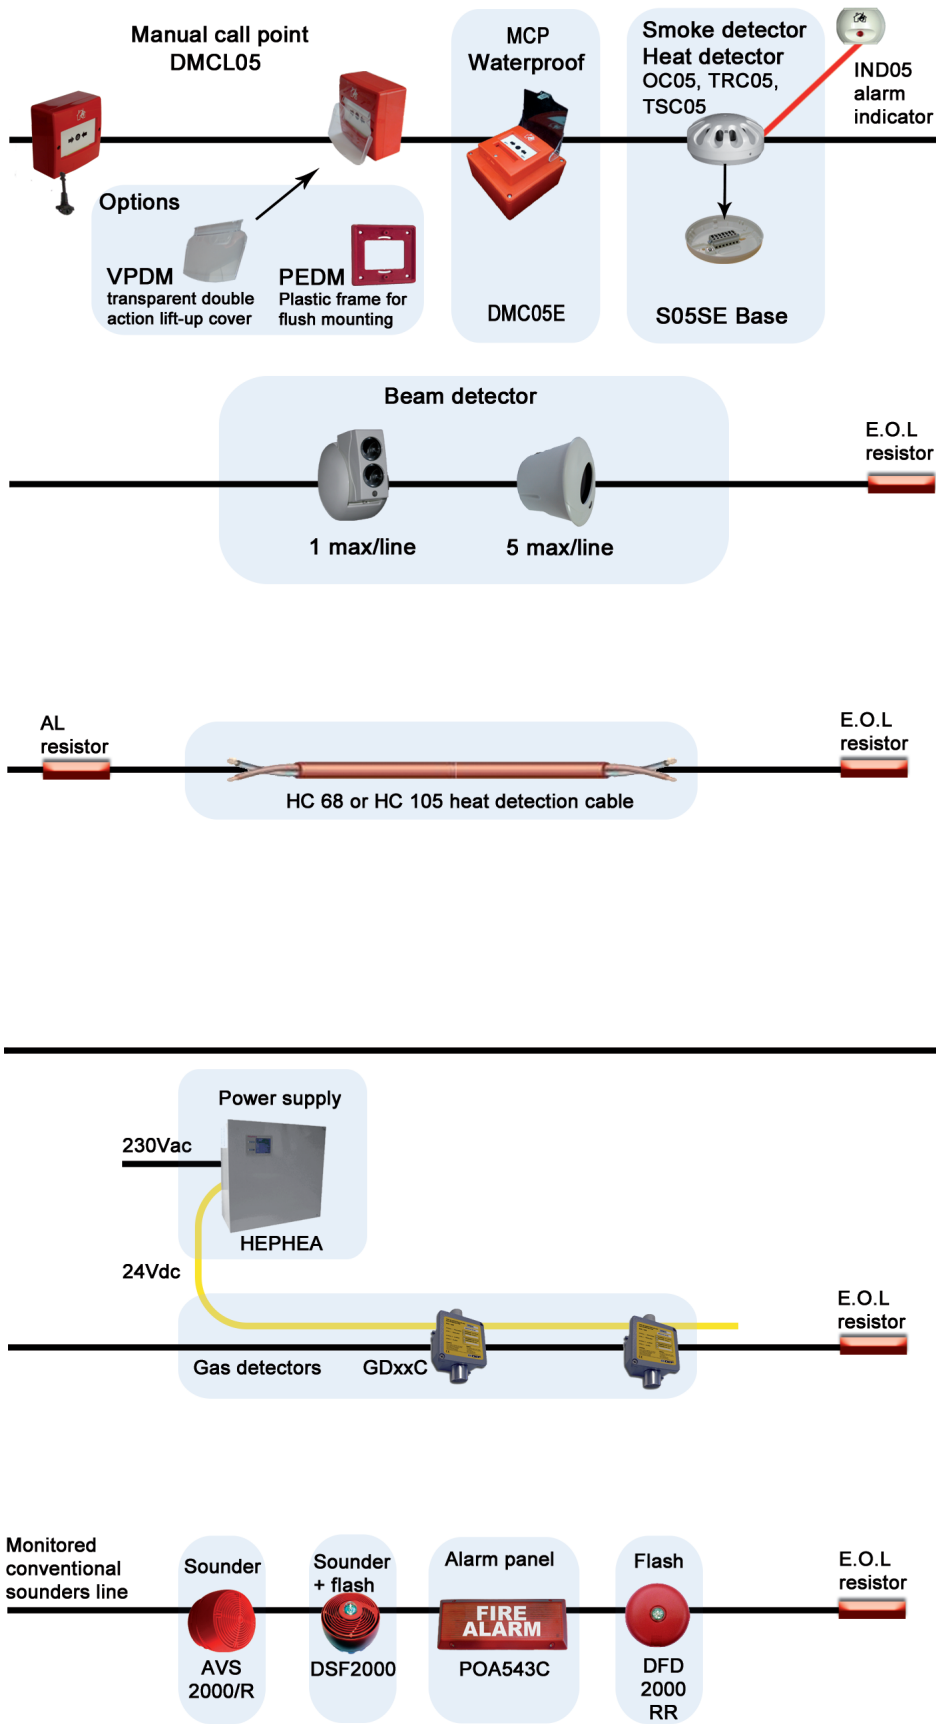 Manual call point
DMCL05
MCP
Waterproof
Smoke detector
Heat detector
OC05, TRC05,
TSC05
IND05
alarm
indicator
Options
VPDM
transparent double
action lift-up cover
PEDM
Plastic frame for
flush mounting
DMC05E
S05SE Base
Beam detector
E.O.L
resistor
1 max/line
5 max/line
AL
resistor
E.O.L
resistor
HC 68 or HC 105 heat detection cable
Power supply
230Vac
HEPHEA
24Vdc
E.O.L
resistor
Gas detectors
GDxxC
Monitored
conventional
sounders line
Sounder
Sounder
+ flash
Alarm panel
Flash
E.O.L
resistor
FIRE
ALARM
AVS
2000/R
DSF2000
POA543C
DFD
2000
RR